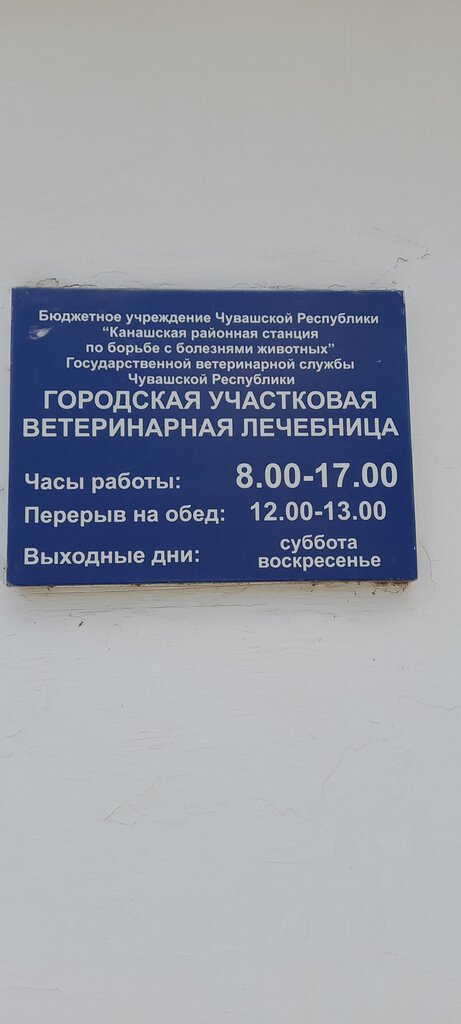 Бюджетное учреждение Чувашской Республики
"Канашская районная станция
по борьбе с болезнями животных"
Государственной ветеринарной службы
Чувашской Республики
ГОРОДСКАЯ УЧАСТКОВАЯ
ВЕТЕРИНАРНАЯ ЛЕЧЕБНИЦА
Часы работы: 8.00-17.00
Перерыв на обед: 12.00-13.00
Выходные дни: суббота
воскресенье